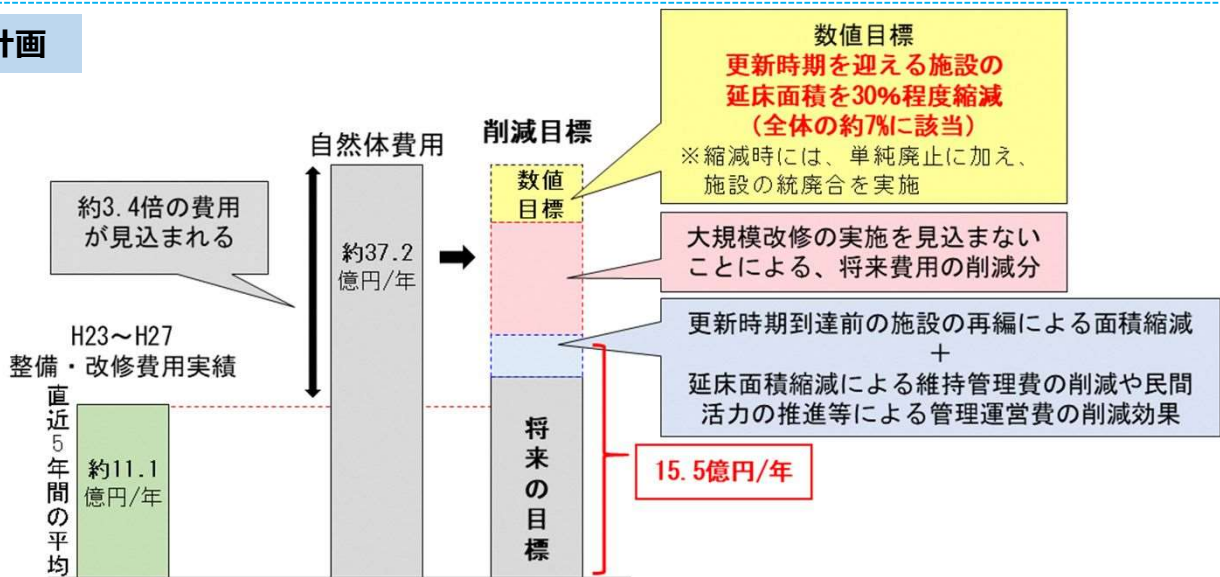 計画
数値目標
更新時期を迎える施設の
延床面積を30%程度縮減
(全体の約7%に該当)
※縮減時には、単純廃止に加え、
施設の統廃合を実施
自然体費用
削減目標
数値
目標
約3.4倍の費用
が見込まれる
約37.2
億円/年
大規模改修の実施を見込まない
ことによる、将来費用の削減分
更新時期到達前の施設の再編による面積縮減
+
延床面積縮減による維持管理費の削減や民間
活力の推進等による管理運営費の削減効果
H23～H27
整備・改修費用実績
直近5年間の平均
約11.1
億円/年
将来の目標
15.5億円/年